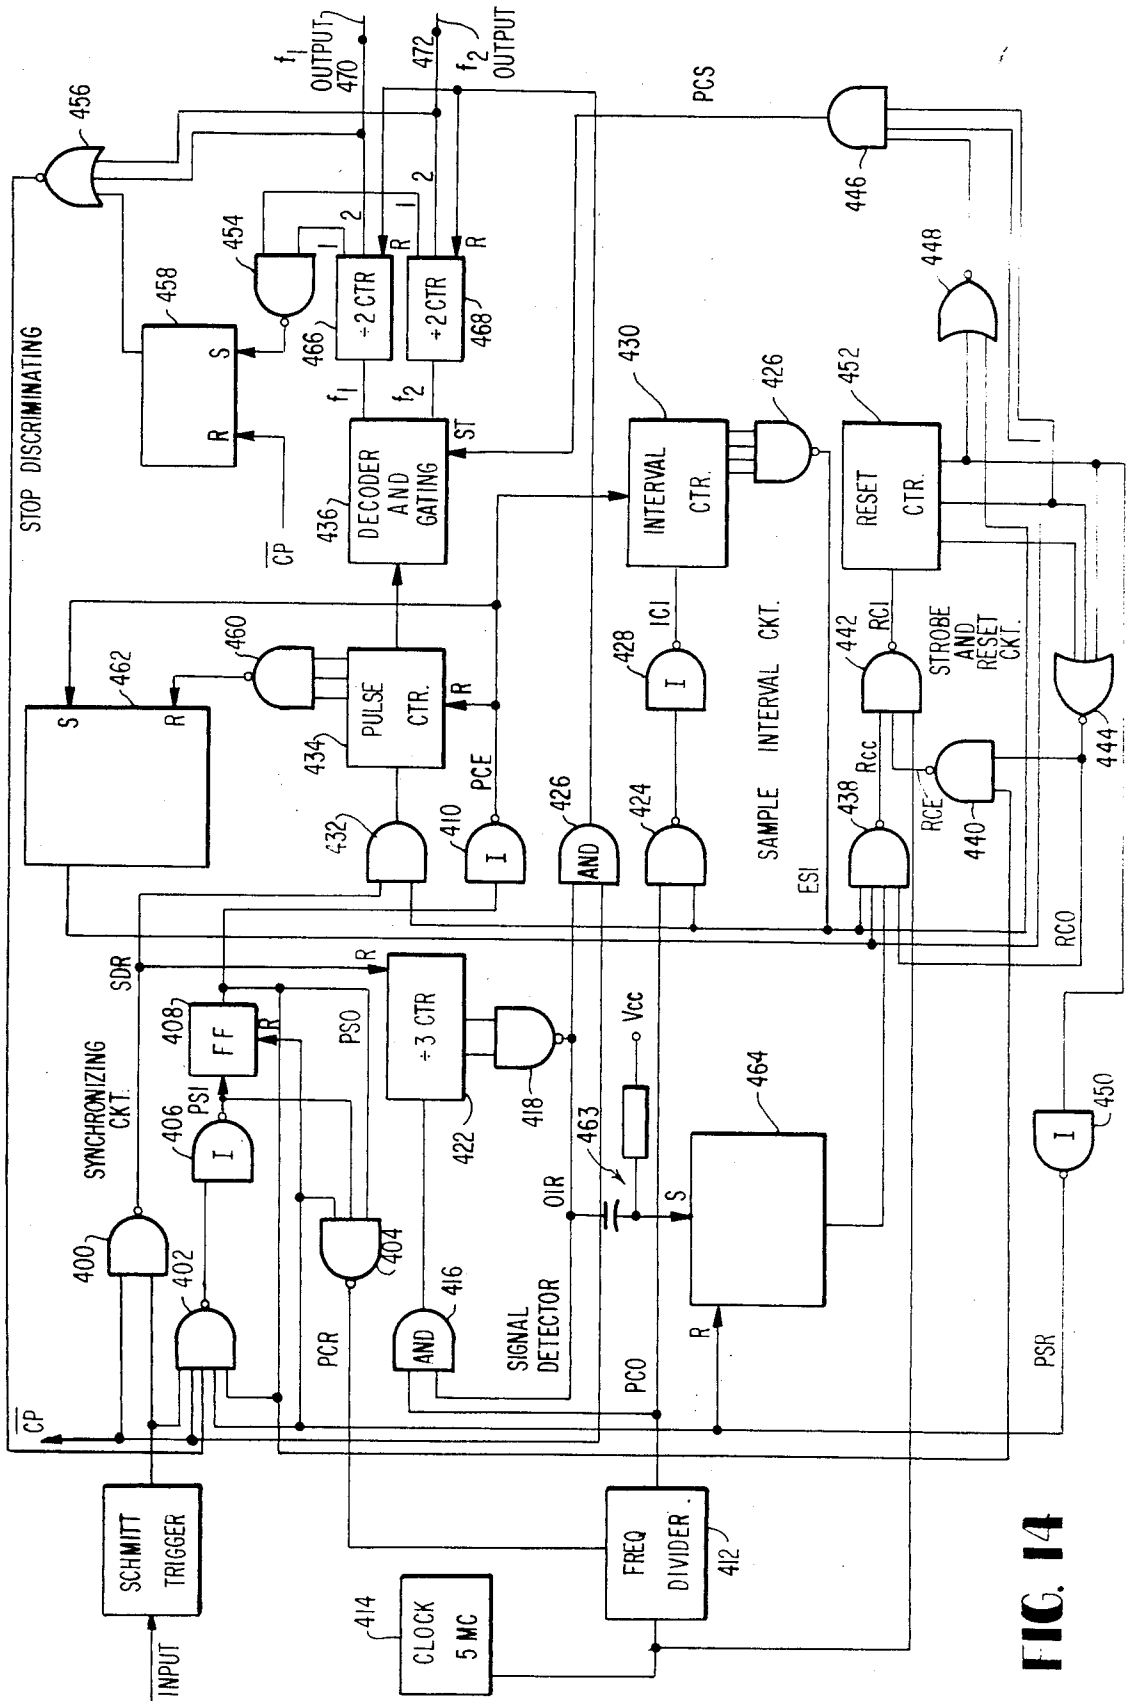 STOP DISCRIMINATING
SYNCHRONIZING
CKT.
CP
INPUT
SCHMITT
TRIGGER
400
402
SDR
406
I
PSI
408
FF
R
PSO
404
PCR
S
R
462
460
434
PULSE
CTR.
R
432
410
I
PCE
436
DECODER
AND
GATING
ST
f1
f2
CP
R
S
458
454
456
466
÷2 CTR
1
2
R
468
÷2 CTR
1
2
R
f1
OUTPUT
470
472
f2
OUTPUT
R
÷3 CTR
422
418
416
AND
SIGNAL
DETECTOR
OIR
426
AND
424
428
I
ICI
430
INTERVAL
CTR.
426
SAMPLE INTERVAL CKT.
ESI
463
Vcc
S
R
464
PCO
414
CLOCK
5 MC
FREQ
DIVIDER.
412
438
Rcc
RCE
440
442
RCI
452
RESET
CTR.
STROBE
AND
RESET
CKT.
444
RCO
448
446
PCS
450
I
PSR
FIG. 14